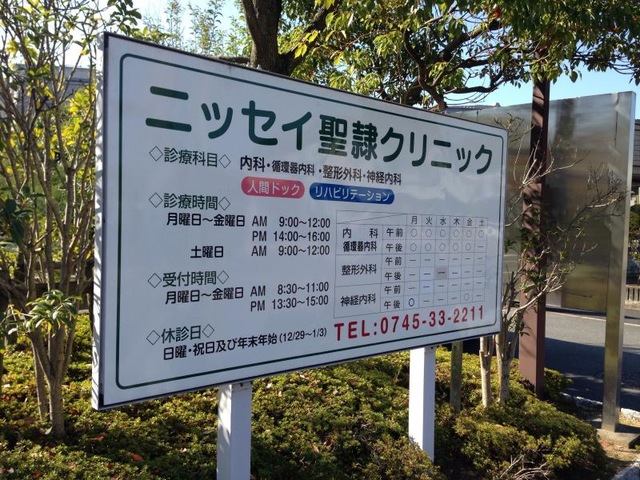 ニッセイ聖隷クリニック
◇診療科目◇ 内科・循環器内科・整形外科・神経内科
人間ドック リハビリテーション
◇診療時間◇
月曜日～金曜日 AM 9:00～12:00
PM 14:00～16:00
土曜日 AM 9:00～12:00
◇受付時間◇
月曜日～金曜日 AM 8:30～11:00
PM 13:30～15:00
◇休診日◇
日曜・祝日及び年末年始(12/29～1/3)
月 火 水 木 金 土
内科 午前
循環器内科 午後
整形外科 午前
午後
神経内科 午前
午後
TEL:0745-33-2211